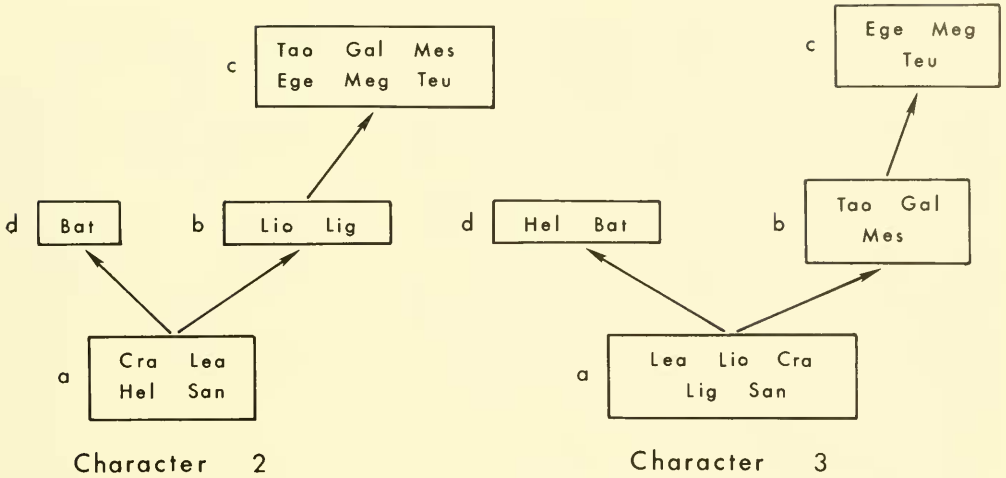 c
Tao Gal Mes
Ege Meg Teu
d
Bat
b
Lio Lig
a
Cra Lea
Hel San
Character 2
c
Ege Meg
Teu
d
Hel Bat
b
Tao Gal
Mes
a
Lea Lio Cra
Lig San
Character 3